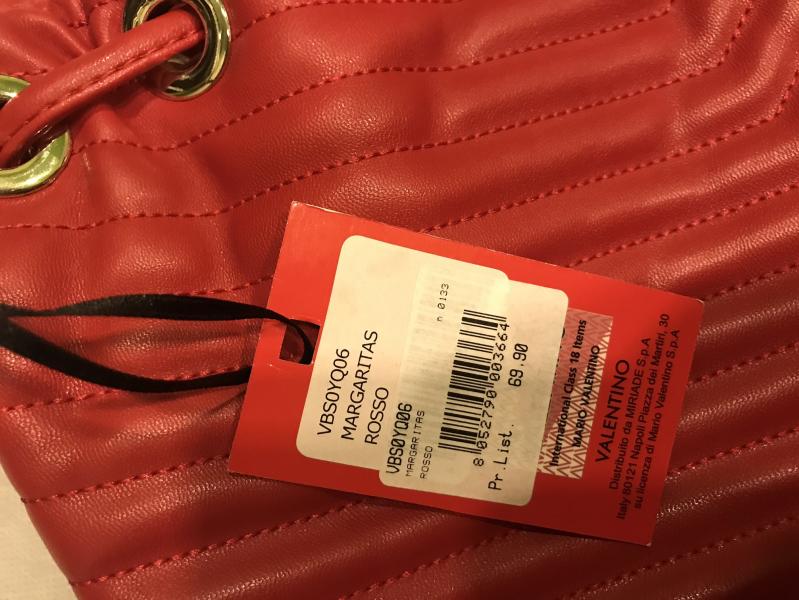 VBS0YQ06
MARGARITAS
ROSSO
n 0133
VBS0YQ06
MARGARITAS
ROSSO
8 052790 003664
Pr.List. 69.90
International Class 18 Items
MARIO VALENTINO
VALENTINO
Distribuito da MIRIADE S.p.A
Italy 80121 Napoli Piazza dei Martiri, 30
su licenza di Mario Valentino S.p.A